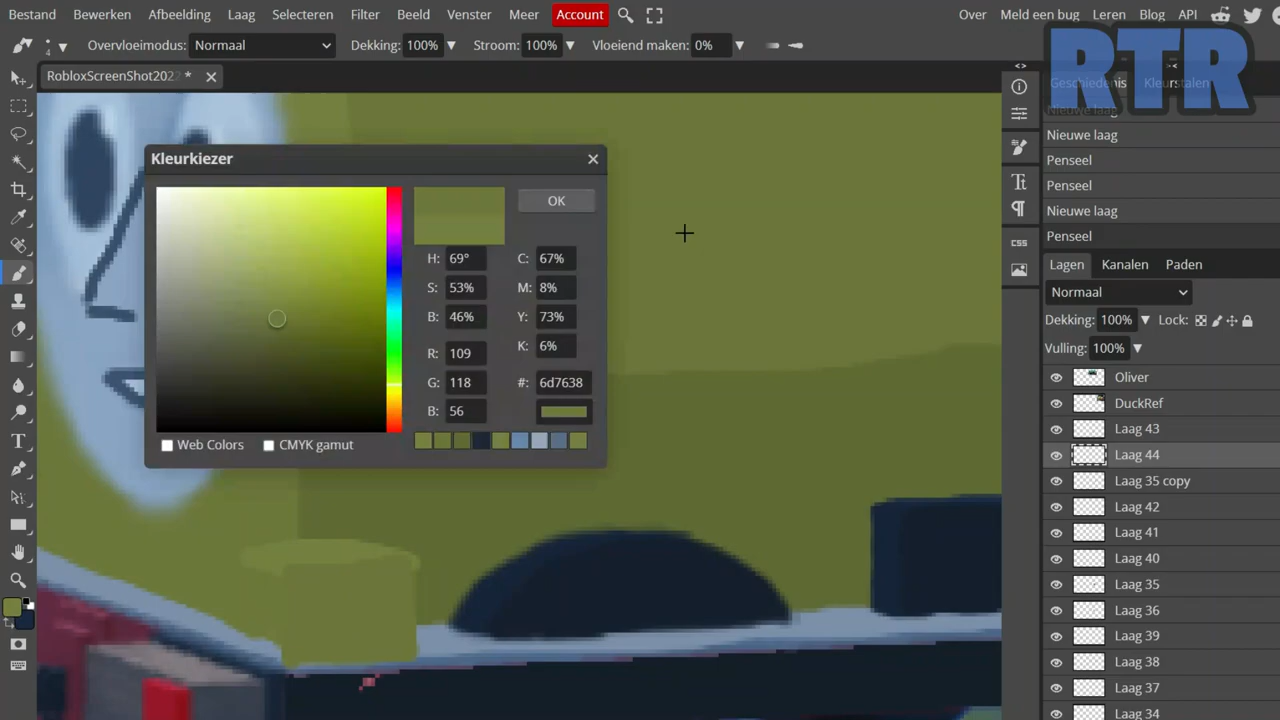 Bestand Bewerken Afbeelding Laag Selecteren Filter Beeld Venster Meer Account Over Meld een bug Leren Blog API
4 Overvloeimodus: Normaal Dekking: 100% Stroom: 100% Vloeiend maken: 0%
RTR
RobloxScreenShot2022 *
Geschiedenis Kleurstalen
Nieuwe laag
Nieuwe laag
Penseel
Penseel
Nieuwe laag
Penseel
Kleurkiezer
OK
H: 69° C: 67%
S: 53% M: 8%
B: 46% Y: 73%
R: 109 K: 6%
G: 118 #: 6d7638
B: 56
Web Colors CMYK gamut
CSS
Lagen Kanalen Paden
Normaal
Dekking: 100% Lock:
Vulling: 100%
Oliver
DuckRef
Laag 43
Laag 44
Laag 35 copy
Laag 42
Laag 41
Laag 40
Laag 35
Laag 36
Laag 39
Laag 38
Laag 37
Laag 34